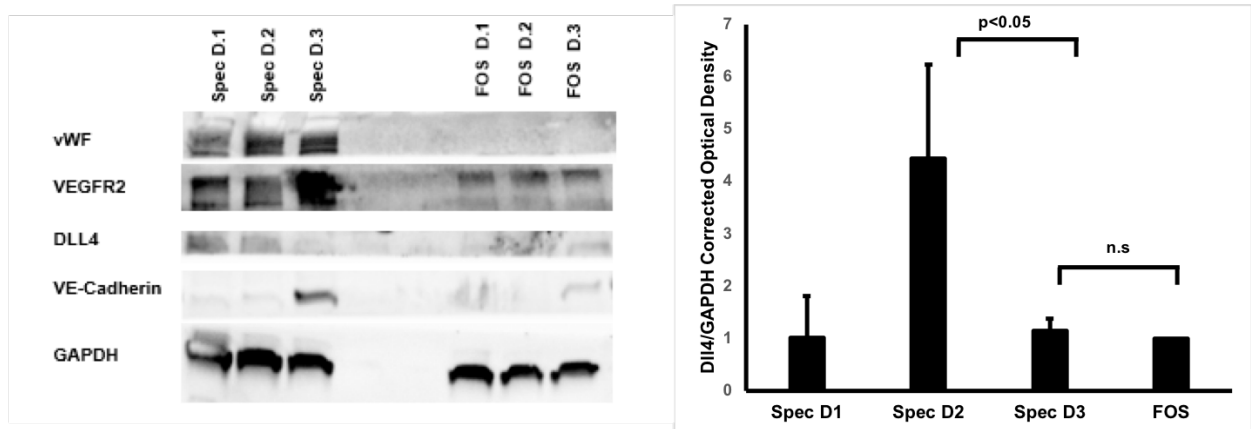 Spec D.1
Spec D.2
Spec D.3
FOS D.1
FOS D.2
FOS D.3
vWF
VEGFR2
DLL4
VE-Cadherin
GAPDH
Dll4/GAPDH Corrected Optical Density
7
6
5
4
3
2
1
0
p<0.05
n.s
Spec D1
Spec D2
Spec D3
FOS